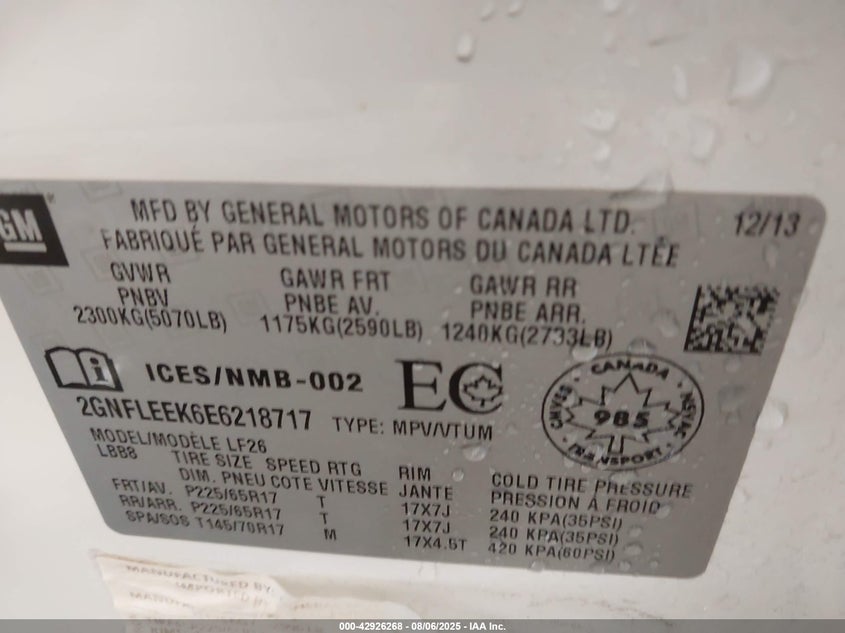 GM
MFD BY GENERAL MOTORS OF CANADA LTD. 12/13
FABRIQUÉ PAR GENERAL MOTORS DU CANADA LTÉE
GVWR GAWR FRT GAWR RR
PNBV PNBE AV. PNBE ARR.
2300KG(5070LB) 1175KG(2590LB) 1240KG(2733LB)
ICES/NMB-002 EC
CANADA
CMVSS 985 NSVAC
TRANSPORT
2GNFLEEK6E6218717 TYPE: MPV/VTUM
MODEL/MODÈLE LF26
LBB8 TIRE SIZE SPEED RTG RIM COLD TIRE PRESSURE
DIM. PNEU COTE VITESSE JANTE PRESSION À FROID
FRT/AV. P225/65R17 T 17X7J 240 KPA(35PSI)
RR/ARR. P225/65R17 T 17X7J 240 KPA(35PSI)
SPA/SOS T145/70R17 M 17X4.5T 420 KPA(60PSI)
MANUFACTURED BY:
000-42926268 - 08/06/2025 - IAA Inc.